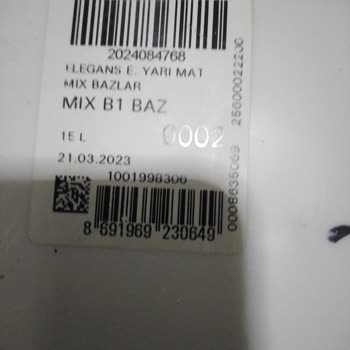 2024084768
ELEGANS E. YARI MAT
MIX BAZLAR
MIX B1 BAZ
15 L
0002
21.03.2023
1001998306
8 691969 230649